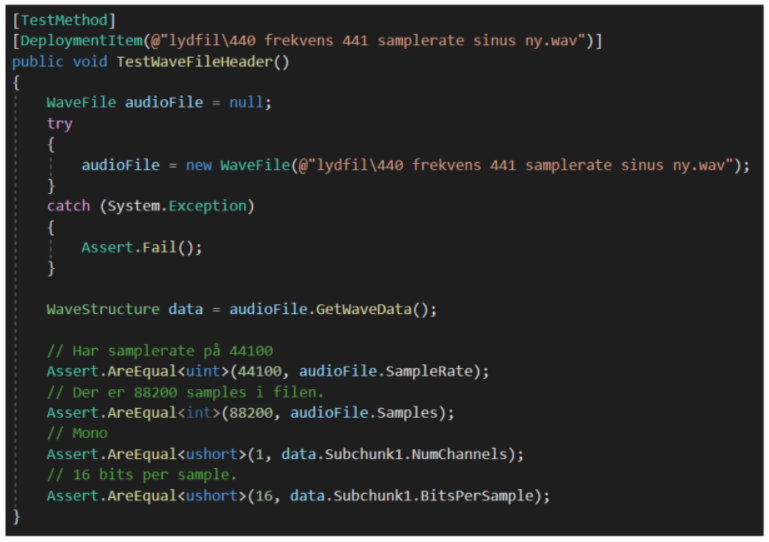 [TestMethod]
[DeploymentItem(@"lydfil\440 frekvens 441 samplerate sinus ny.wav")]
public void TestWaveFileHeader()
{
    WaveFile audioFile = null;
    try
    {
        audioFile = new WaveFile(@"lydfil\440 frekvens 441 samplerate sinus ny.wav");
    }
    catch (System.Exception)
    {
        Assert.Fail();
    }

    WaveStructure data = audioFile.GetWaveData();

    // Har samplerate på 44100
    Assert.AreEqual<uint>(44100, audioFile.SampleRate);
    // Der er 88200 samples i filen.
    Assert.AreEqual<int>(88200, audioFile.Samples);
    // Mono
    Assert.AreEqual<ushort>(1, data.Subchunk1.NumChannels);
    // 16 bits per sample.
    Assert.AreEqual<ushort>(16, data.Subchunk1.BitsPerSample);
}